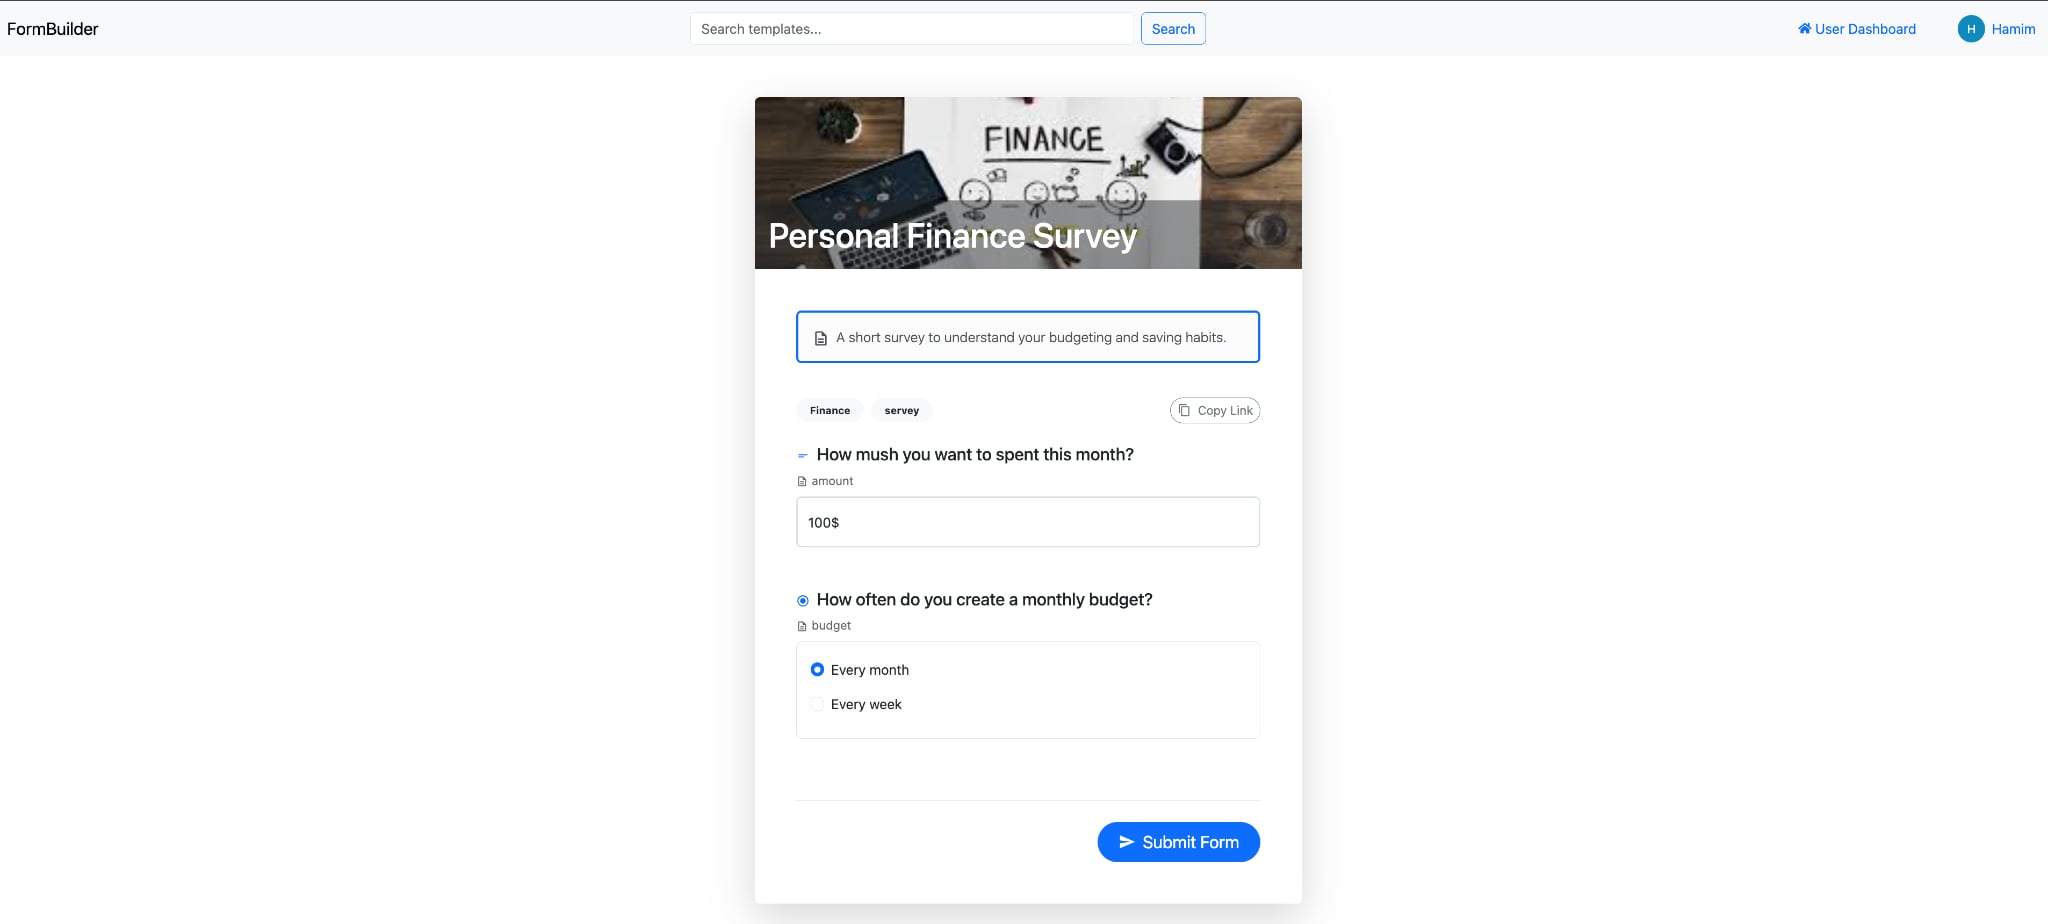 FormBuilder
Search templates...
Search
User Dashboard
H
Hamim
FINANCE
Personal Finance Survey
A short survey to understand your budgeting and saving habits.
Finance
servey
Copy Link
How mush you want to spent this month?
amount
100$
How often do you create a monthly budget?
budget
Every month
Every week
Submit Form